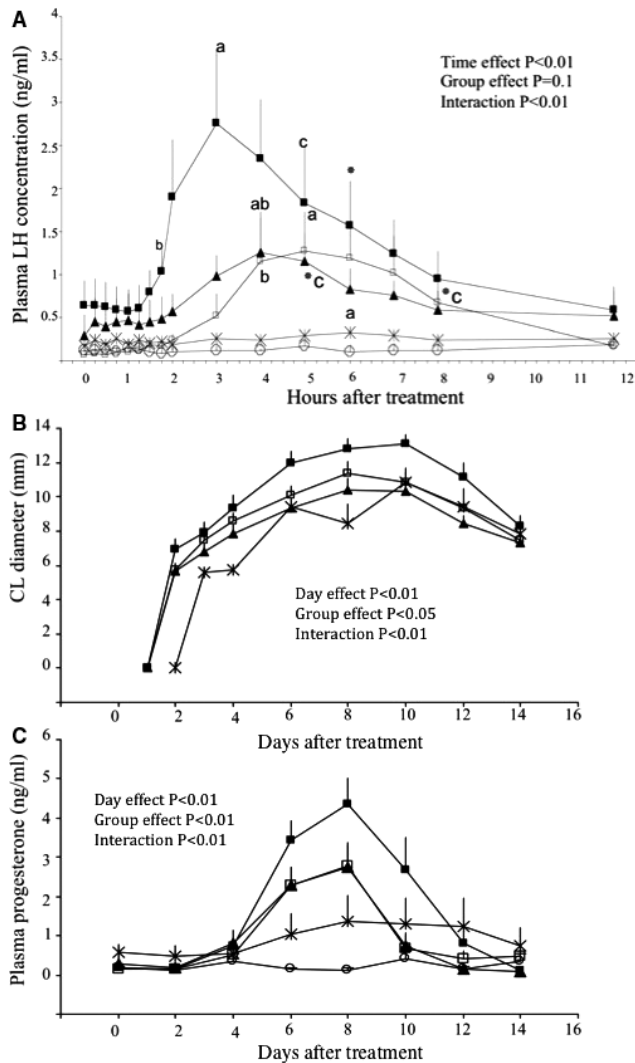 A
Plasma LH concentration (ng/ml)
4
3.5
3
2.5
2
1.5
1
0.5
a
b
ab
b
c
a
*
*C
a
*C
Time effect P<0.01
Group effect P=0.1
Interaction P<0.01
0 1 2 3 4 5 6 7 8 9 10 11 12
Hours after treatment
B
CL diameter (mm)
14
12
10
8
6
4
2
0
Day effect P<0.01
Group effect P<0.05
Interaction P<0.01
0 2 4 6 8 10 12 14 16
Days after treatment
C
Plasma progesterone (ng/ml)
6
5
4
3
2
1
0
Day effect P<0.01
Group effect P<0.01
Interaction P<0.01
0 2 4 6 8 10 12 14 16
Days after treatment